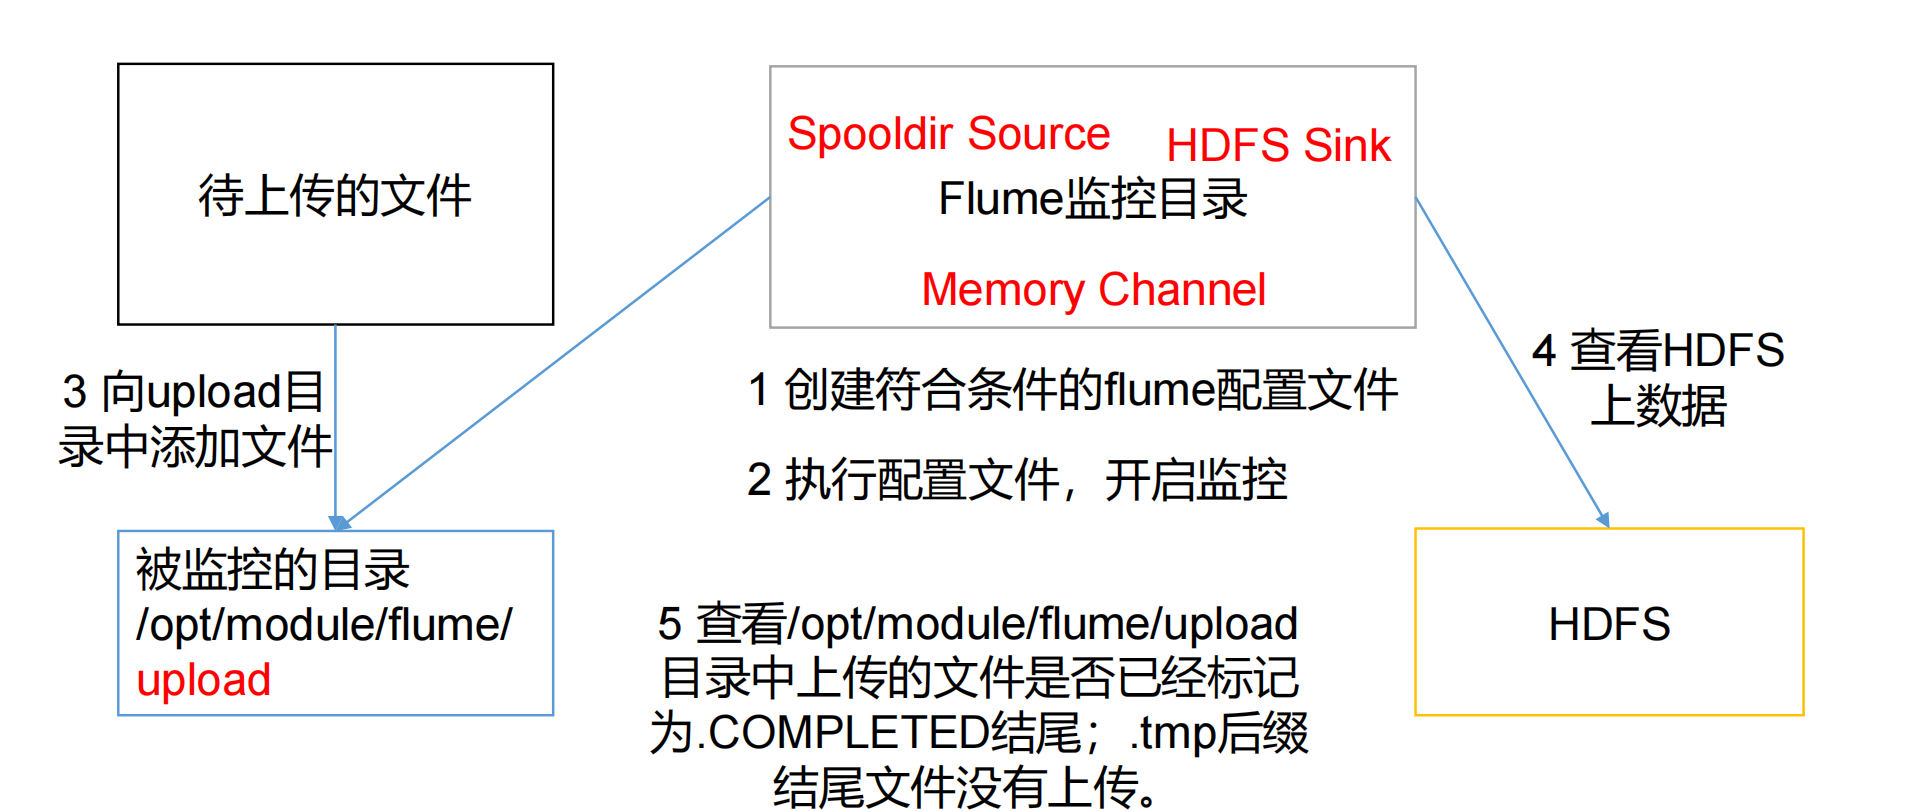 待上传的文件
Spooldir Source
HDFS Sink
Flume监控目录
Memory Channel
3 向upload目
录中添加文件
1 创建符合条件的flume配置文件
2 执行配置文件，开启监控
4 查看HDFS
上数据
被监控的目录
/opt/module/flume/
upload
5 查看/opt/module/flume/upload
目录中上传的文件是否已经标记
为.COMPLETED结尾；.tmp后缀
结尾文件没有上传。
HDFS